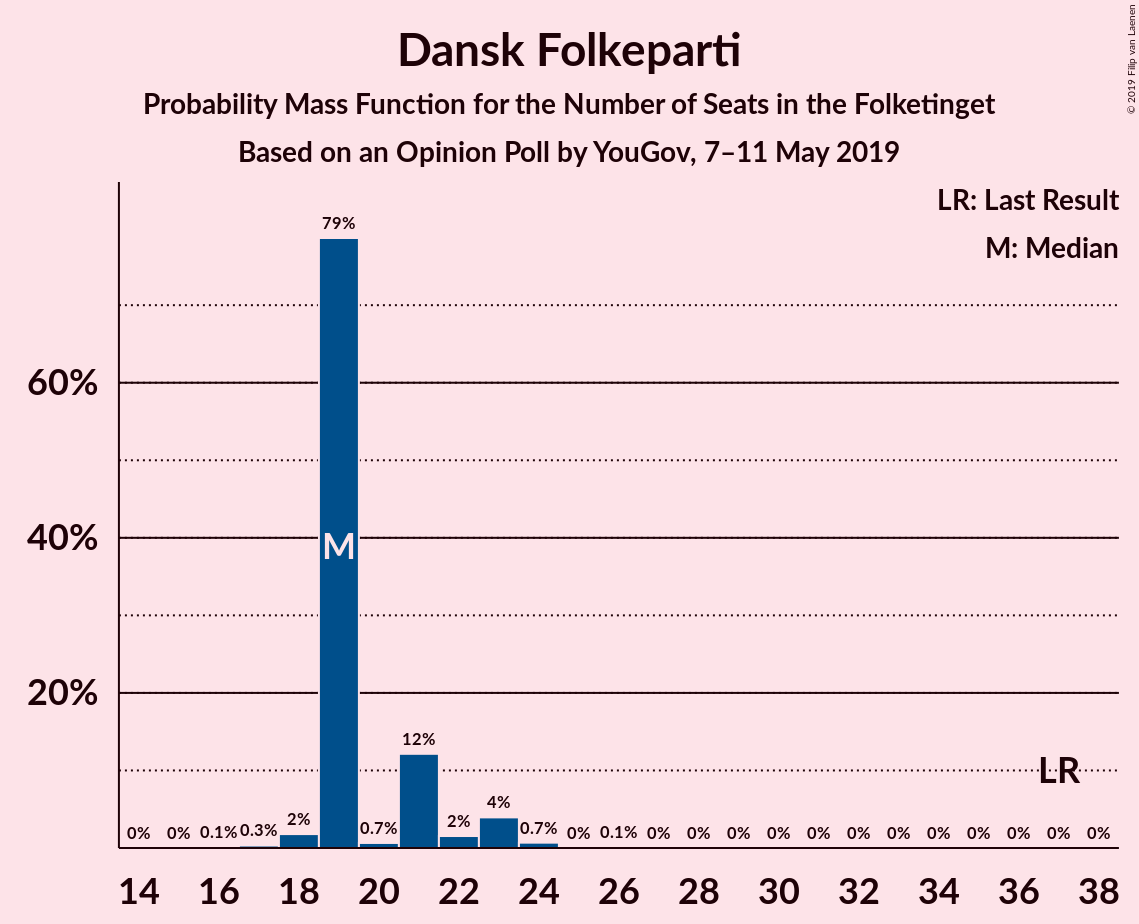 Dansk Folkeparti
Probability Mass Function for the Number of Seats in the Folketinget
Based on an Opinion Poll by YouGov, 7–11 May 2019
© 2019 Filip van Laenen
LR: Last Result
M: Median
60%
40%
20%
0% 0% 0.1% 0.3% 2% 79% 0.7% 12% 2% 4% 0.7% 0% 0.1% 0% 0% 0% 0% 0% 0% 0% 0% 0% 0% 0% 0%
M
LR
14 16 18 20 22 24 26 28 30 32 34 36 38